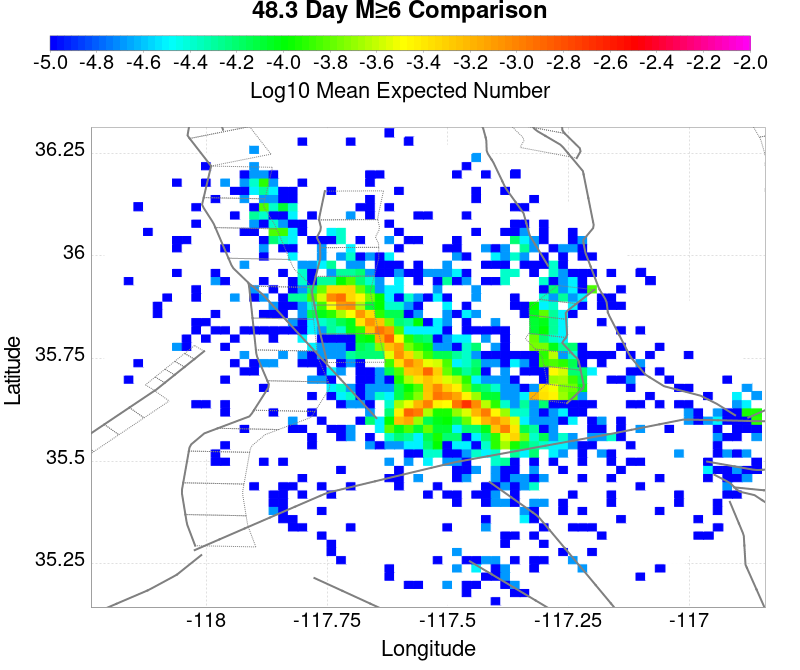 48.3 Day M≥6 Comparison
-5.0 -4.8 -4.6 -4.4 -4.2 -4.0 -3.8 -3.6 -3.4 -3.2 -3.0 -2.8 -2.6 -2.4 -2.2 -2.0
Log10 Mean Expected Number
36.25
36
35.75
35.5
35.25
Latitude
-118 -117.75 -117.5 -117.25 -117
Longitude